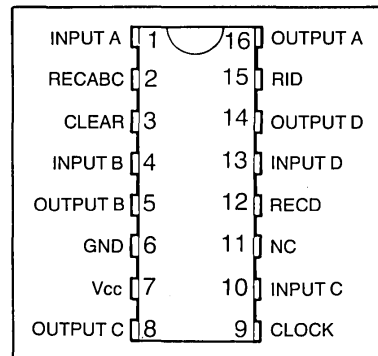 INPUT A 1 16 OUTPUT A
RECABC 2 15 RID
CLEAR 3 14 OUTPUT D
INPUT B 4 13 INPUT D
OUTPUT B 5 12 RECD
GND 6 11 NC
Vcc 7 10 INPUT C
OUTPUT C 8 9 CLOCK